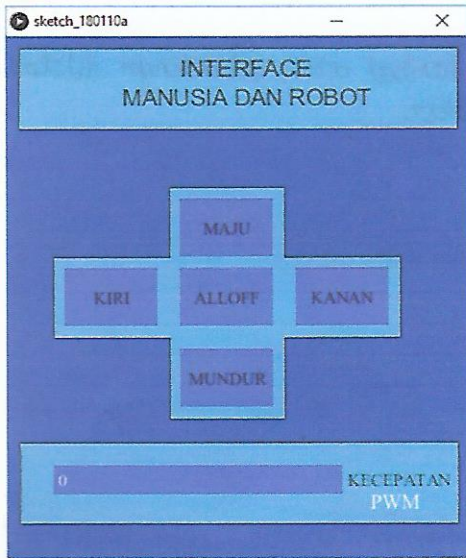 sketch_180110a
INTERFACE
MANUSIA DAN ROBOT
MAJU
KIRI ALLOFF KANAN
MUNDUR
0 KECEPATAN
PWM